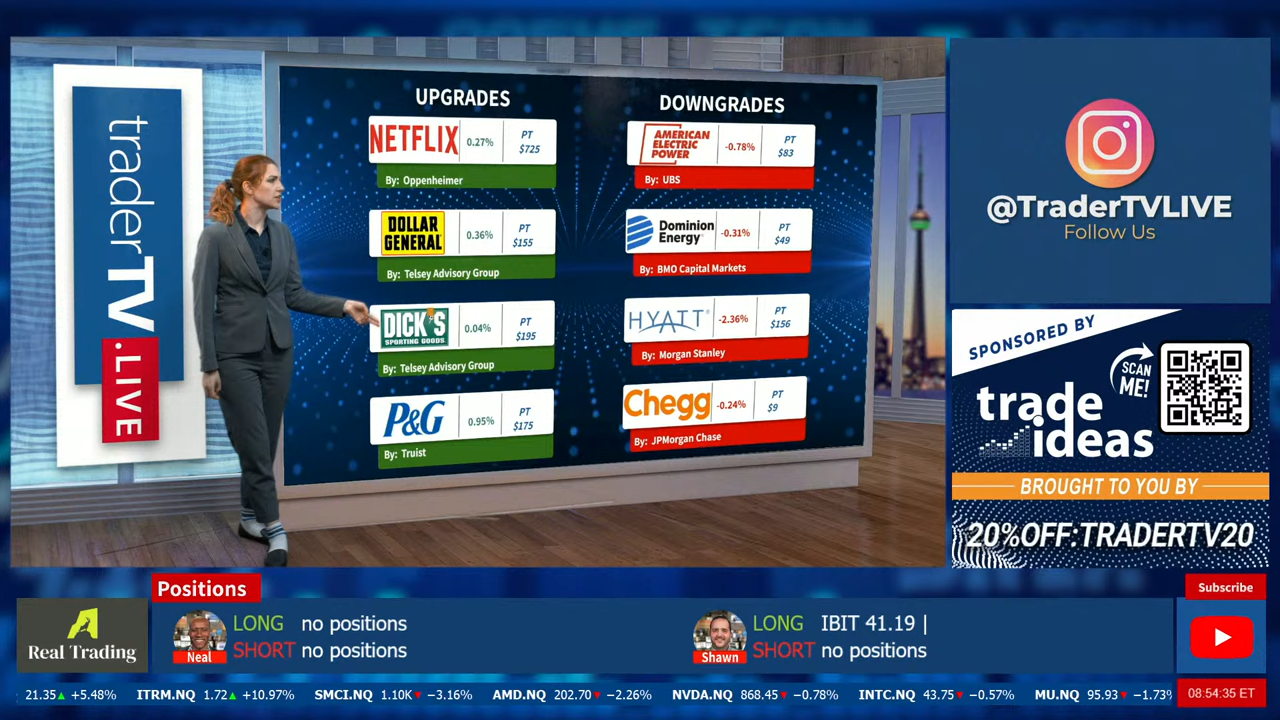 traderTV.LIVE
UPGRADES
NETFLIX
0.27%
PT
$725
By: Oppenheimer
DOLLAR
GENERAL
0.36%
PT
$155
By: Telsey Advisory Group
DICK'S
SPORTING GOODS
0.04%
PT
$195
By: Telsey Advisory Group
P&G
0.95%
PT
$175
By: Truist
DOWNGRADES
AMERICAN
ELECTRIC
POWER
-0.78%
PT
$83
By: UBS
Dominion
Energy®
-0.31%
PT
$49
By: BMO Capital Markets
HYATT®
-2.36%
PT
$156
By: Morgan Stanley
Chegg
-0.24%
PT
$9
By: JPMorgan Chase
@TraderTVLIVE
Follow Us
SPONSORED BY
SCAN
ME!
trade
ideas
BROUGHT TO YOU BY
20%OFF:TRADERTV20
Positions
Real Trading
Neal
LONG no positions
SHORT no positions
Shawn
LONG IBIT 41.19 |
SHORT no positions
Subscribe
21.35▲ +5.48% ITRM.NQ 1.72▲ +10.97% SMCI.NQ 1.10K▼ -3.16% AMD.NQ 202.70▼ -2.26% NVDA.NQ 868.45▼ -0.78% INTC.NQ 43.75▼ -0.57% MU.NQ 95.93▼ -1.73%
08:54:35 ET